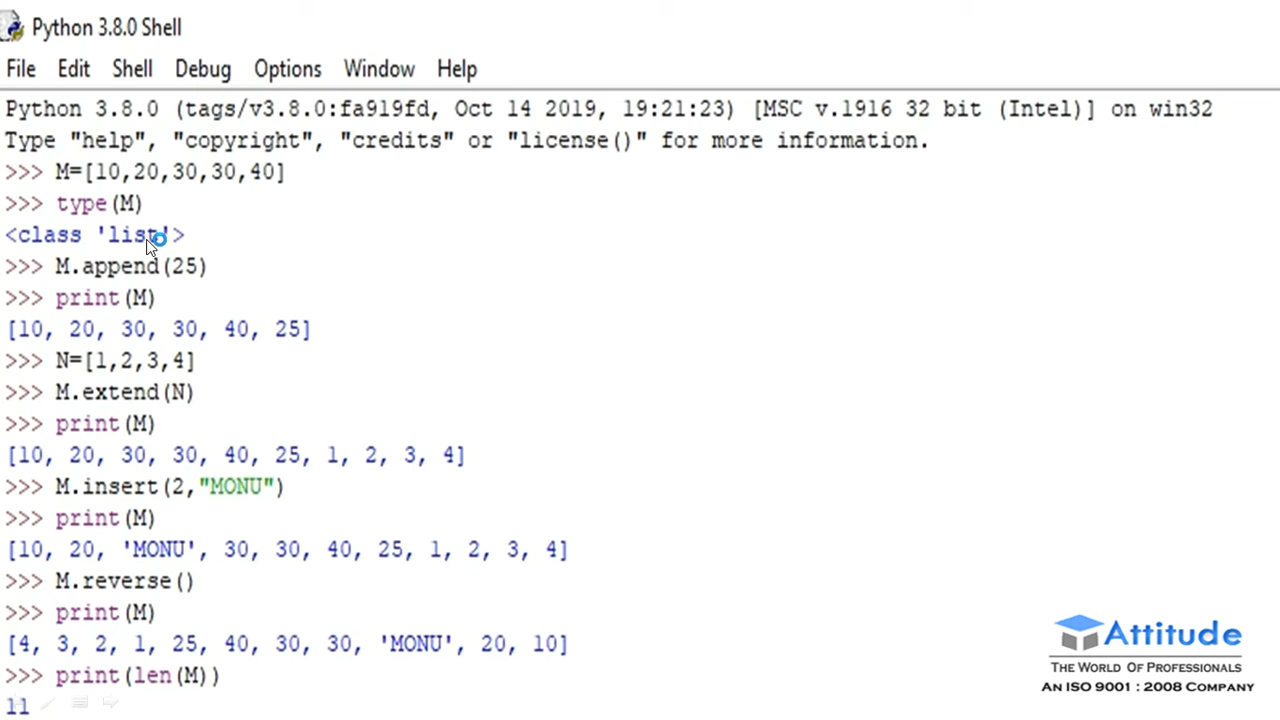 Python 3.8.0 Shell
File Edit Shell Debug Options Window Help
Python 3.8.0 (tags/v3.8.0:fa919fd, Oct 14 2019, 19:21:23) [MSC v.1916 32 bit (Intel)] on win32
Type "help", "copyright", "credits" or "license()" for more information.
>>> M=[10,20,30,30,40]
>>> type(M)
<class 'list'>
>>> M.append(25)
>>> print(M)
[10, 20, 30, 30, 40, 25]
>>> N=[1,2,3,4]
>>> M.extend(N)
>>> print(M)
[10, 20, 30, 30, 40, 25, 1, 2, 3, 4]
>>> M.insert(2,"MONU")
>>> print(M)
[10, 20, 'MONU', 30, 30, 40, 25, 1, 2, 3, 4]
>>> M.reverse()
>>> print(M)
[4, 3, 2, 1, 25, 40, 30, 30, 'MONU', 20, 10]
>>> print(len(M))
11
Attitude
THE WORLD OF PROFESSIONALS
AN ISO 9001 : 2008 COMPANY